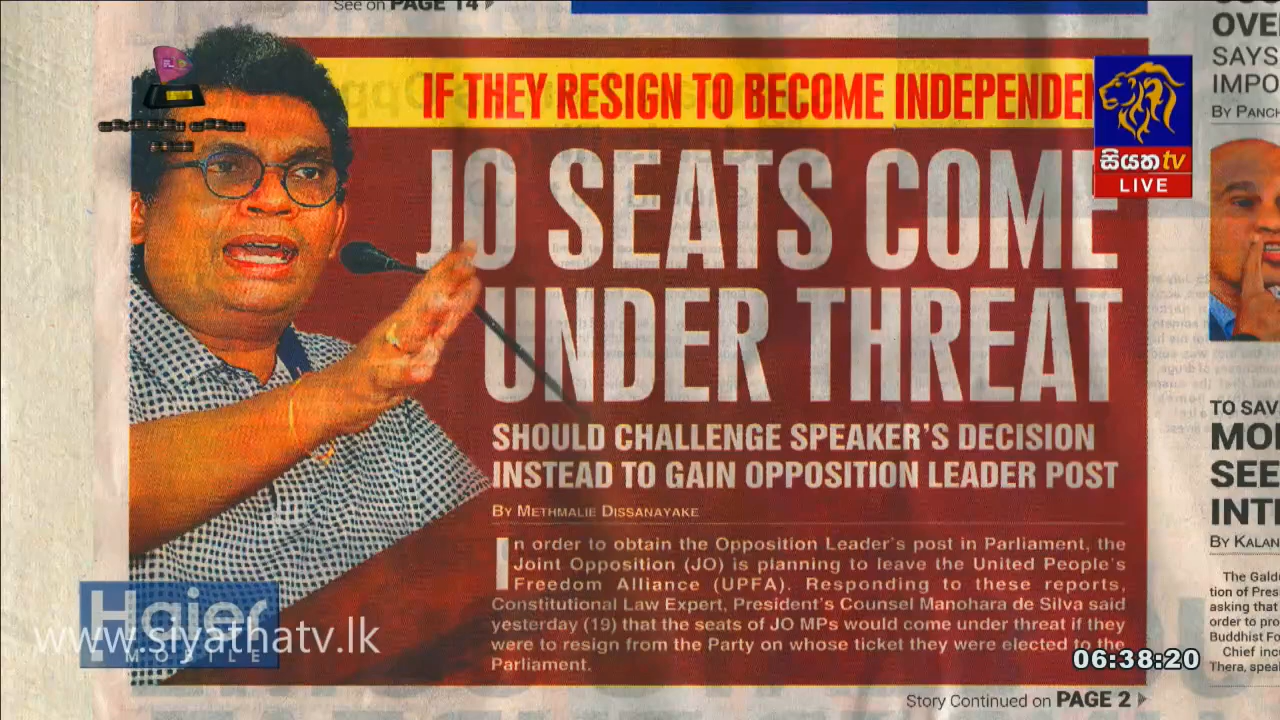 See on PAGE 14
IF THEY RESIGN TO BECOME INDEPENDEN
JO SEATS COME
UNDER THREAT
SHOULD CHALLENGE SPEAKER'S DECISION
INSTEAD TO GAIN OPPOSITION LEADER POST
BY METHMALIE DISSANAYAKE
In order to obtain the Opposition Leader's post in Parliament, the
Joint Opposition (JO) is planning to leave the United People's
Freedom Alliance (UPFA). Responding to these reports,
Constitutional Law Expert, President's Counsel Manohara de Silva said
yesterday (19) that the seats of JO MPs would come under threat if they
were to resign from the Party on whose ticket they were elected to the
Parliament.
Story Continued on PAGE 2
සියත tv
LIVE
Haier
MOBILE
www.siyathatv.lk
06:38:20
OVE
SAYS
IMPO
BY PANCH
TO SAV
MO
SEE
INT
BY KALAN
The Gald
tion of Pres
asking that
order to pro
Buddhist Fo
Chief inc
Thera, spea